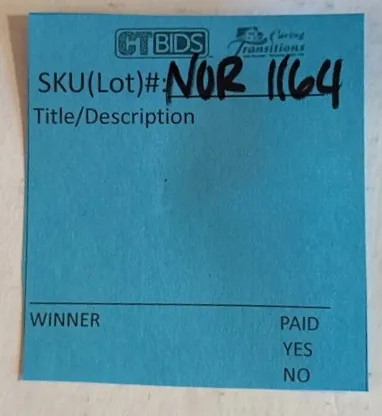 CTBIDS Caring Transitions
SKU(Lot)#: NOR 1164
Title/Description
WINNER PAID
YES
NO